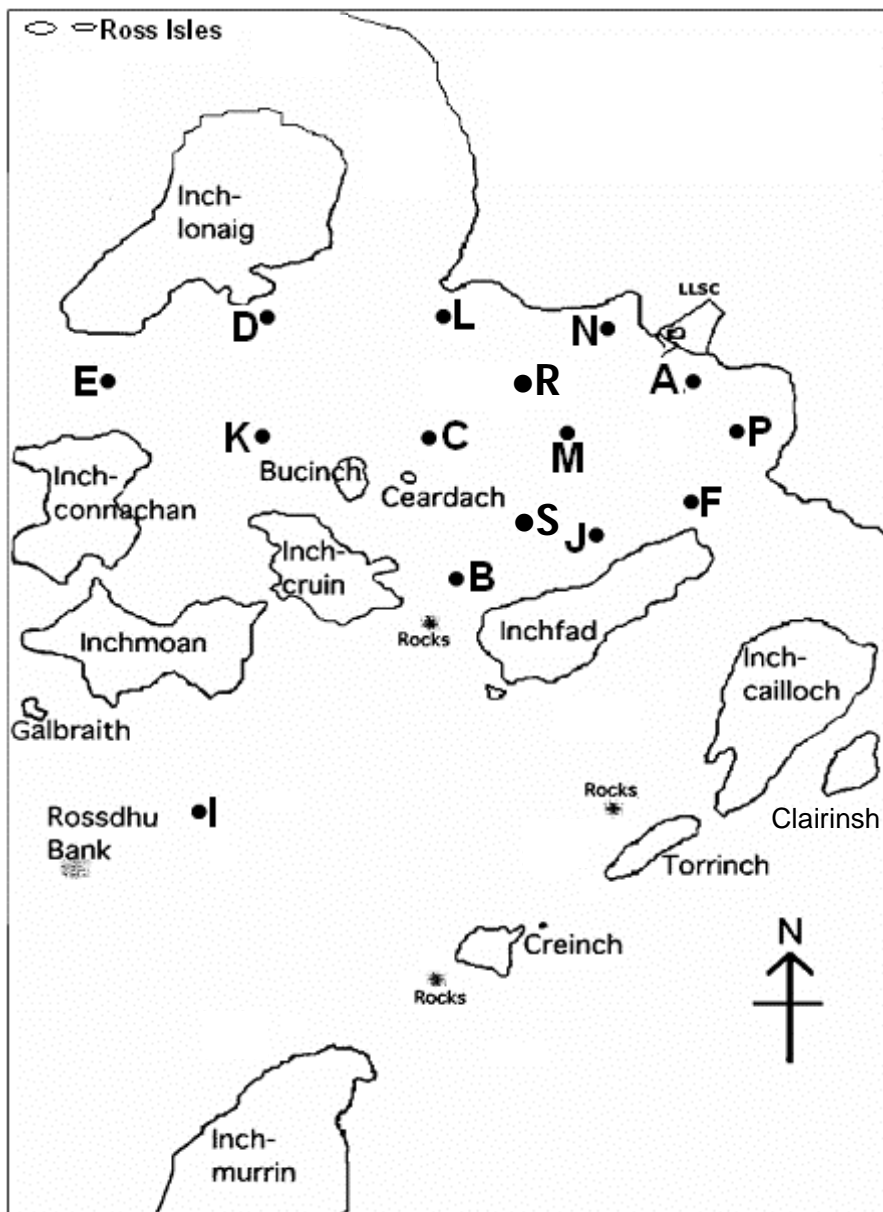 Ross Isles
Inch-
lonaig
LLSC
D
L
N
E
R
A
K
C
M
P
Bucinch
Inch-
connachan
Ceardach
F
S
J
Inch-
cruin
B
Inchmoan
Rocks
Inchfad
Inch-
cailloch
Galbraith
Rocks
Rossdhu
Bank
I
Clairinsh
Torrinch
Creinch
N
Rocks
Inch-
murrin